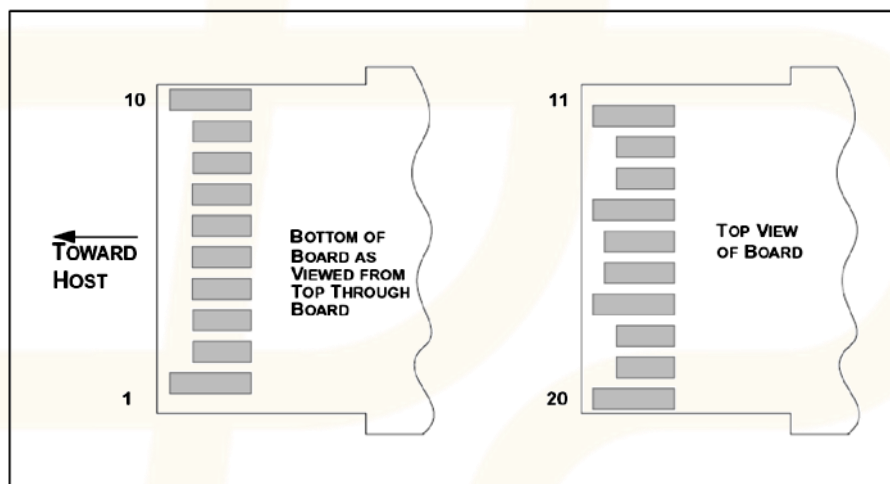 10
TOWARD
HOST
BOTTOM OF
BOARD AS
VIEWED FROM
TOP THROUGH
BOARD
1
11
TOP VIEW
OF BOARD
20